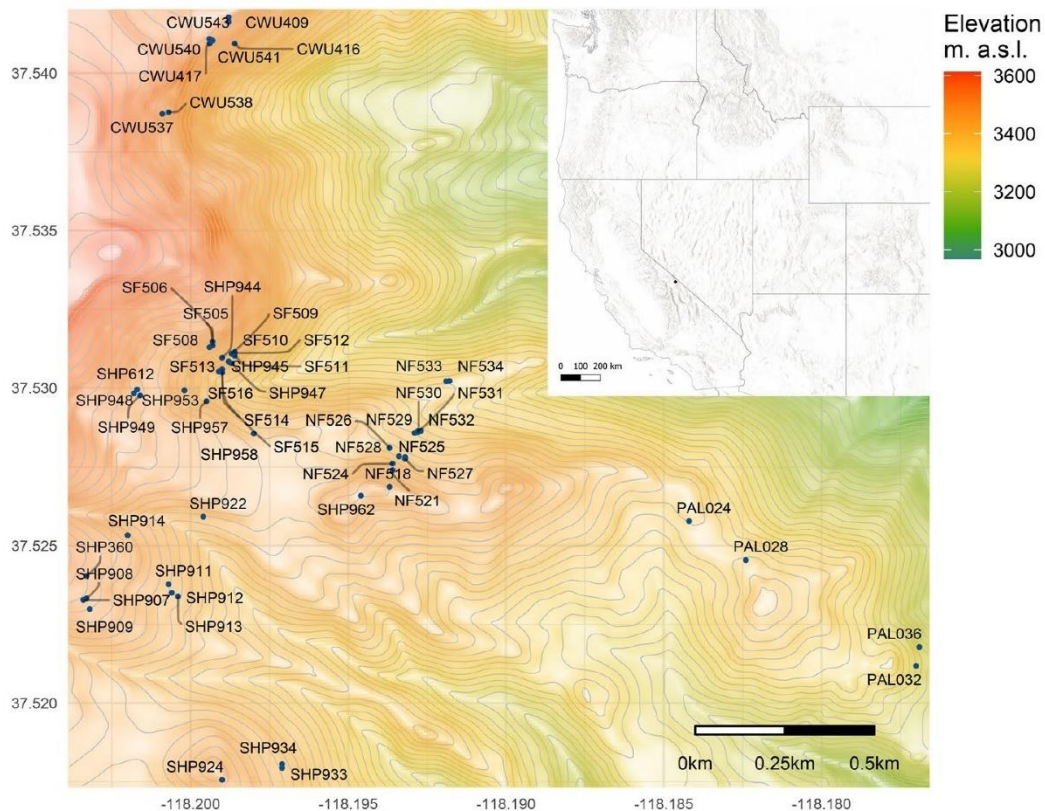 Elevation
m. a.s.l.
3600
3400
3200
3000
0 100 200 km
CWU543 CWU409
CWU540 CWU541 CWU416
CWU417
CWU538
CWU537
SHP944
SF506 SF509
SF505
SF508 SF510 SF512
SF513 SHP945 SF511
SHP612 SF516 SHP947
SHP948 SHP953
SHP949 SHP957 SF514
SF515
SHP958
NF533 NF534
NF530 NF531
NF526 NF529 NF532
NF528 NF525
NF524 NF518 NF527
NF521
SHP962
SHP922
SHP914
SHP360
SHP908 SHP911
SHP907 SHP912
SHP909 SHP913
PAL024
PAL028
PAL036
PAL032
SHP934
SHP924 SHP933
0km 0.25km 0.5km
37.540
37.535
37.530
37.525
37.520
-118.200 -118.195 -118.190 -118.185 -118.180